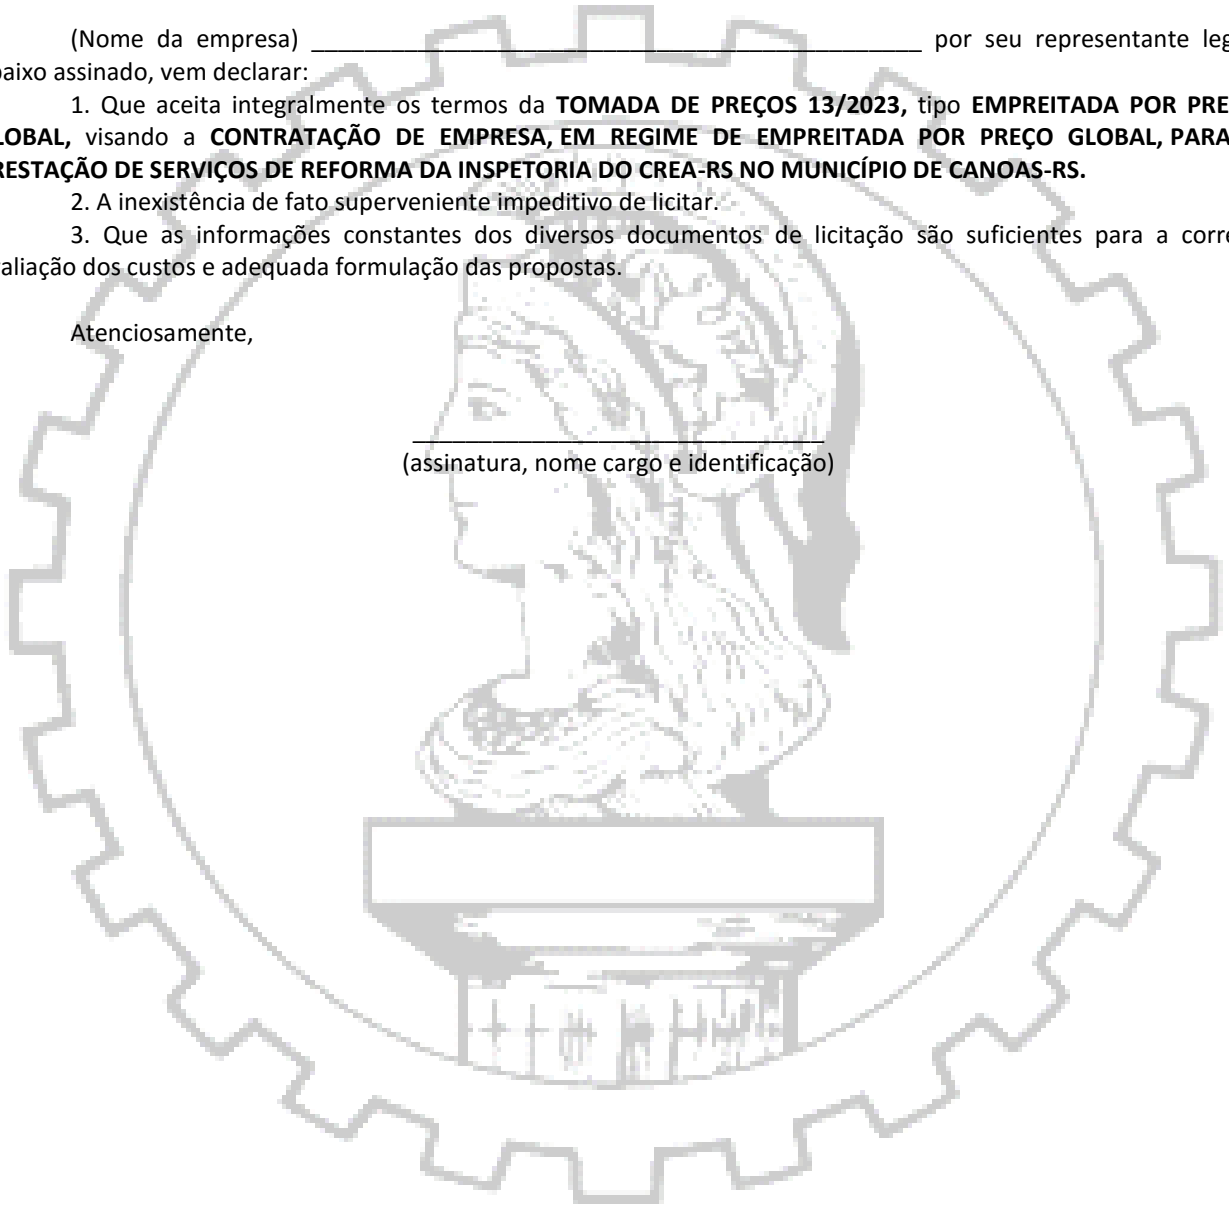 (Nome da empresa) ______________________________________________ por seu representante leg
baixo assinado, vem declarar:
1. Que aceita integralmente os termos da TOMADA DE PREÇOS 13/2023, tipo EMPREITADA POR PRE
LOBAL, visando a CONTRATAÇÃO DE EMPRESA, EM REGIME DE EMPREITADA POR PREÇO GLOBAL, PARA
RESTAÇÃO DE SERVIÇOS DE REFORMA DA INSPETORIA DO CREA-RS NO MUNICÍPIO DE CANOAS-RS.
2. A inexistência de fato superveniente impeditivo de licitar.
3. Que as informações constantes dos diversos documentos de licitação são suficientes para a corre
aliação dos custos e adequada formulação das propostas.
Atenciosamente,
_______________________________
(assinatura, nome cargo e identificação)